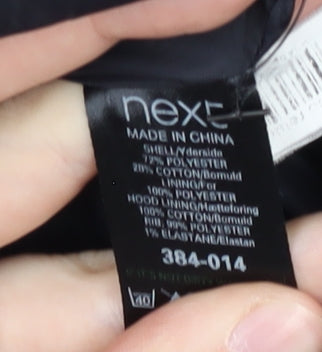 next
MADE IN CHINA
SHELL/Yderside
72% POLYESTER
28% COTTON/Bomuld
LINING/For
100% POLYESTER
HOOD LINING/Hætteforing
100% COTTON/Bomuld
RIB, 99% POLYESTER
1% ELASTANE/Elastan
384-014
40